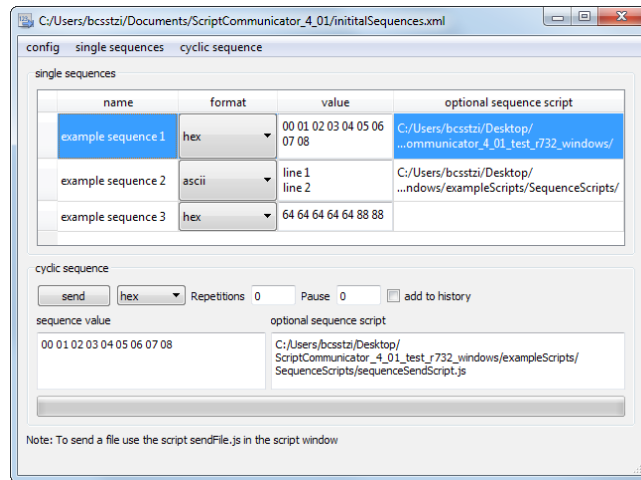 C:/Users/bcsstzi/Documents/ScriptCommunicator_4_01/inititalSequences.xml
config single sequences cyclic sequence
single sequences
name format value optional sequence script
example sequence 1 hex 00 01 02 03 04 05 06 07 08 C:/Users/bcsstzi/Desktop/ ...ommunicator_4_01_test_r732_windows/
example sequence 2 ascii line 1 line 2 C:/Users/bcsstzi/Desktop/ ...ndows/exampleScripts/SequenceScripts/
example sequence 3 hex 64 64 64 64 64 88 88
cyclic sequence
send hex Repetitions 0 Pause 0 add to history
sequence value optional sequence script
00 01 02 03 04 05 06 07 08 C:/Users/bcsstzi/Desktop/
ScriptCommunicator_4_01_test_r732_windows/exampleScripts/
SequenceScripts/sequenceSendScript.js
Note: To send a file use the script sendFile.js in the script window